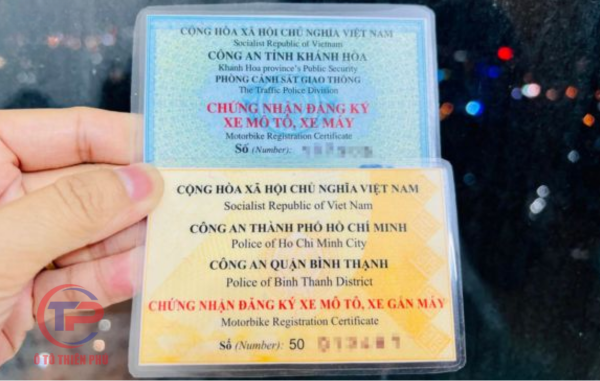 CỘNG HÒA XÃ HỘI CHỦ NGHĨA VIỆT NAM
Socialist Republic of Vietnam
CÔNG AN TỈNH KHÁNH HÒA
Khanh Hoa province's Public Security
PHÒNG CẢNH SÁT GIAO THÔNG
The Traffic Police Division
CHỨNG NHẬN ĐĂNG KÝ
XE MÔ TÔ, XE MÁY
Motorbike Registration Certificate
Số (Number):
CỘNG HÒA XÃ HỘI CHỦ NGHĨA VIỆT NAM
Socialist Republic of Viet Nam
CÔNG AN THÀNH PHỐ HỒ CHÍ MINH
Police of Ho Chi Minh City
CÔNG AN QUẬN BÌNH THẠNH
Police of Binh Thanh District
CHỨNG NHẬN ĐĂNG KÝ XE MÔ TÔ, XE GẮN MÁY
Motorbike Registration Certificate
Số (Number): 50
TP
Ô TÔ THIÊN PHÚ